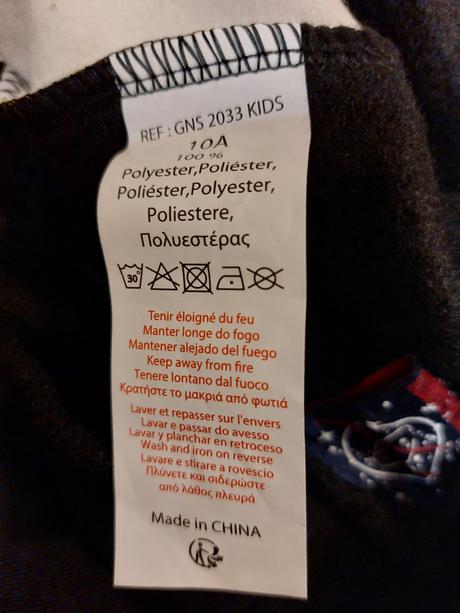 REF : GNS 2033 KIDS
10A
100 %
Polyester,Poliéster,
Poliéster,Polyester,
Poliestere,
Πολυεστέρας
30°
Tenir éloigné du feu
Manter longe do fogo
Mantener alejado del fuego
Keep away from fire
Tenere lontano dal fuoco
Κρατήστε το μακριά από φωτιά
Laver et repasser sur l'envers
Lavar e passar do avesso
Lavar y planchar en retroceso
Wash and iron on reverse
Lavare e stirare a rovescio
Πλύνετε και σιδερώστε
από λάθος πλευρά
Made in CHINA